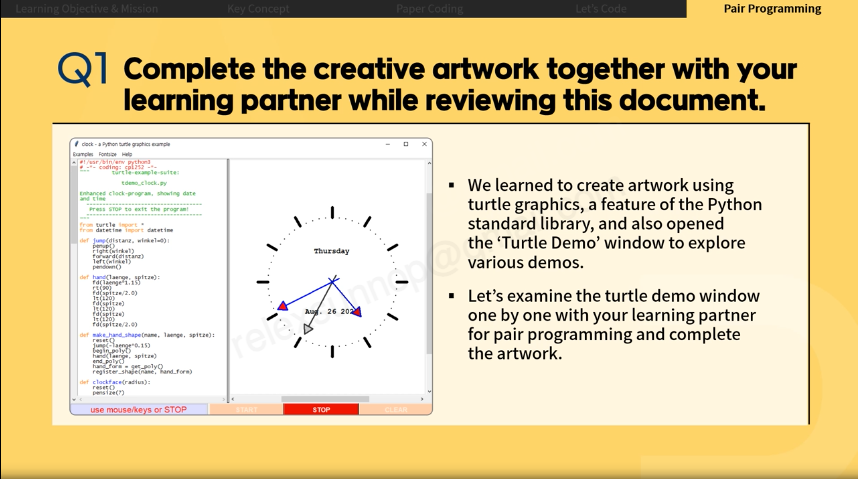 Learning Objective & Mission
Key Concept
Paper Coding
Let's Code
Pair Programming
Q1 Complete the creative artwork together with your
learning partner while reviewing this document.
clock - a Python turtle graphics example
Examples Fontsize Help
#!/usr/bin/env python3
# -*- coding: cp1252 -*-
""" turtle-example-suite:
tdemo_clock.py
Enhanced clock-program, showing date
and time
------------------------------------
Press STOP to exit the program!
------------------------------------
"""
from turtle import *
from datetime import datetime
def jump(distanz, winkel=0):
penup()
right(winkel)
forward(distanz)
left(winkel)
pendown()
def hand(laenge, spitze):
fd(laenge*1.15)
rt(90)
fd(spitze/2.0)
lt(120)
fd(spitze)
lt(120)
fd(spitze)
lt(120)
fd(spitze/2.0)
def make_hand_shape(name, laenge, spitze):
reset()
jump(-laenge*0.15)
begin_poly()
hand(laenge, spitze)
end_poly()
hand_form = get_poly()
register_shape(name, hand_form)
def clockface(radius):
reset()
pensize(7)
Thursday
Aug. 26
use mouse/keys or STOP
START
STOP
CLEAR
▪ We learned to create artwork using
turtle graphics, a feature of the Python
standard library, and also opened
the ‘Turtle Demo’ window to explore
various demos.
▪ Let’s examine the turtle demo window
one by one with your learning partner
for pair programming and complete
the artwork.